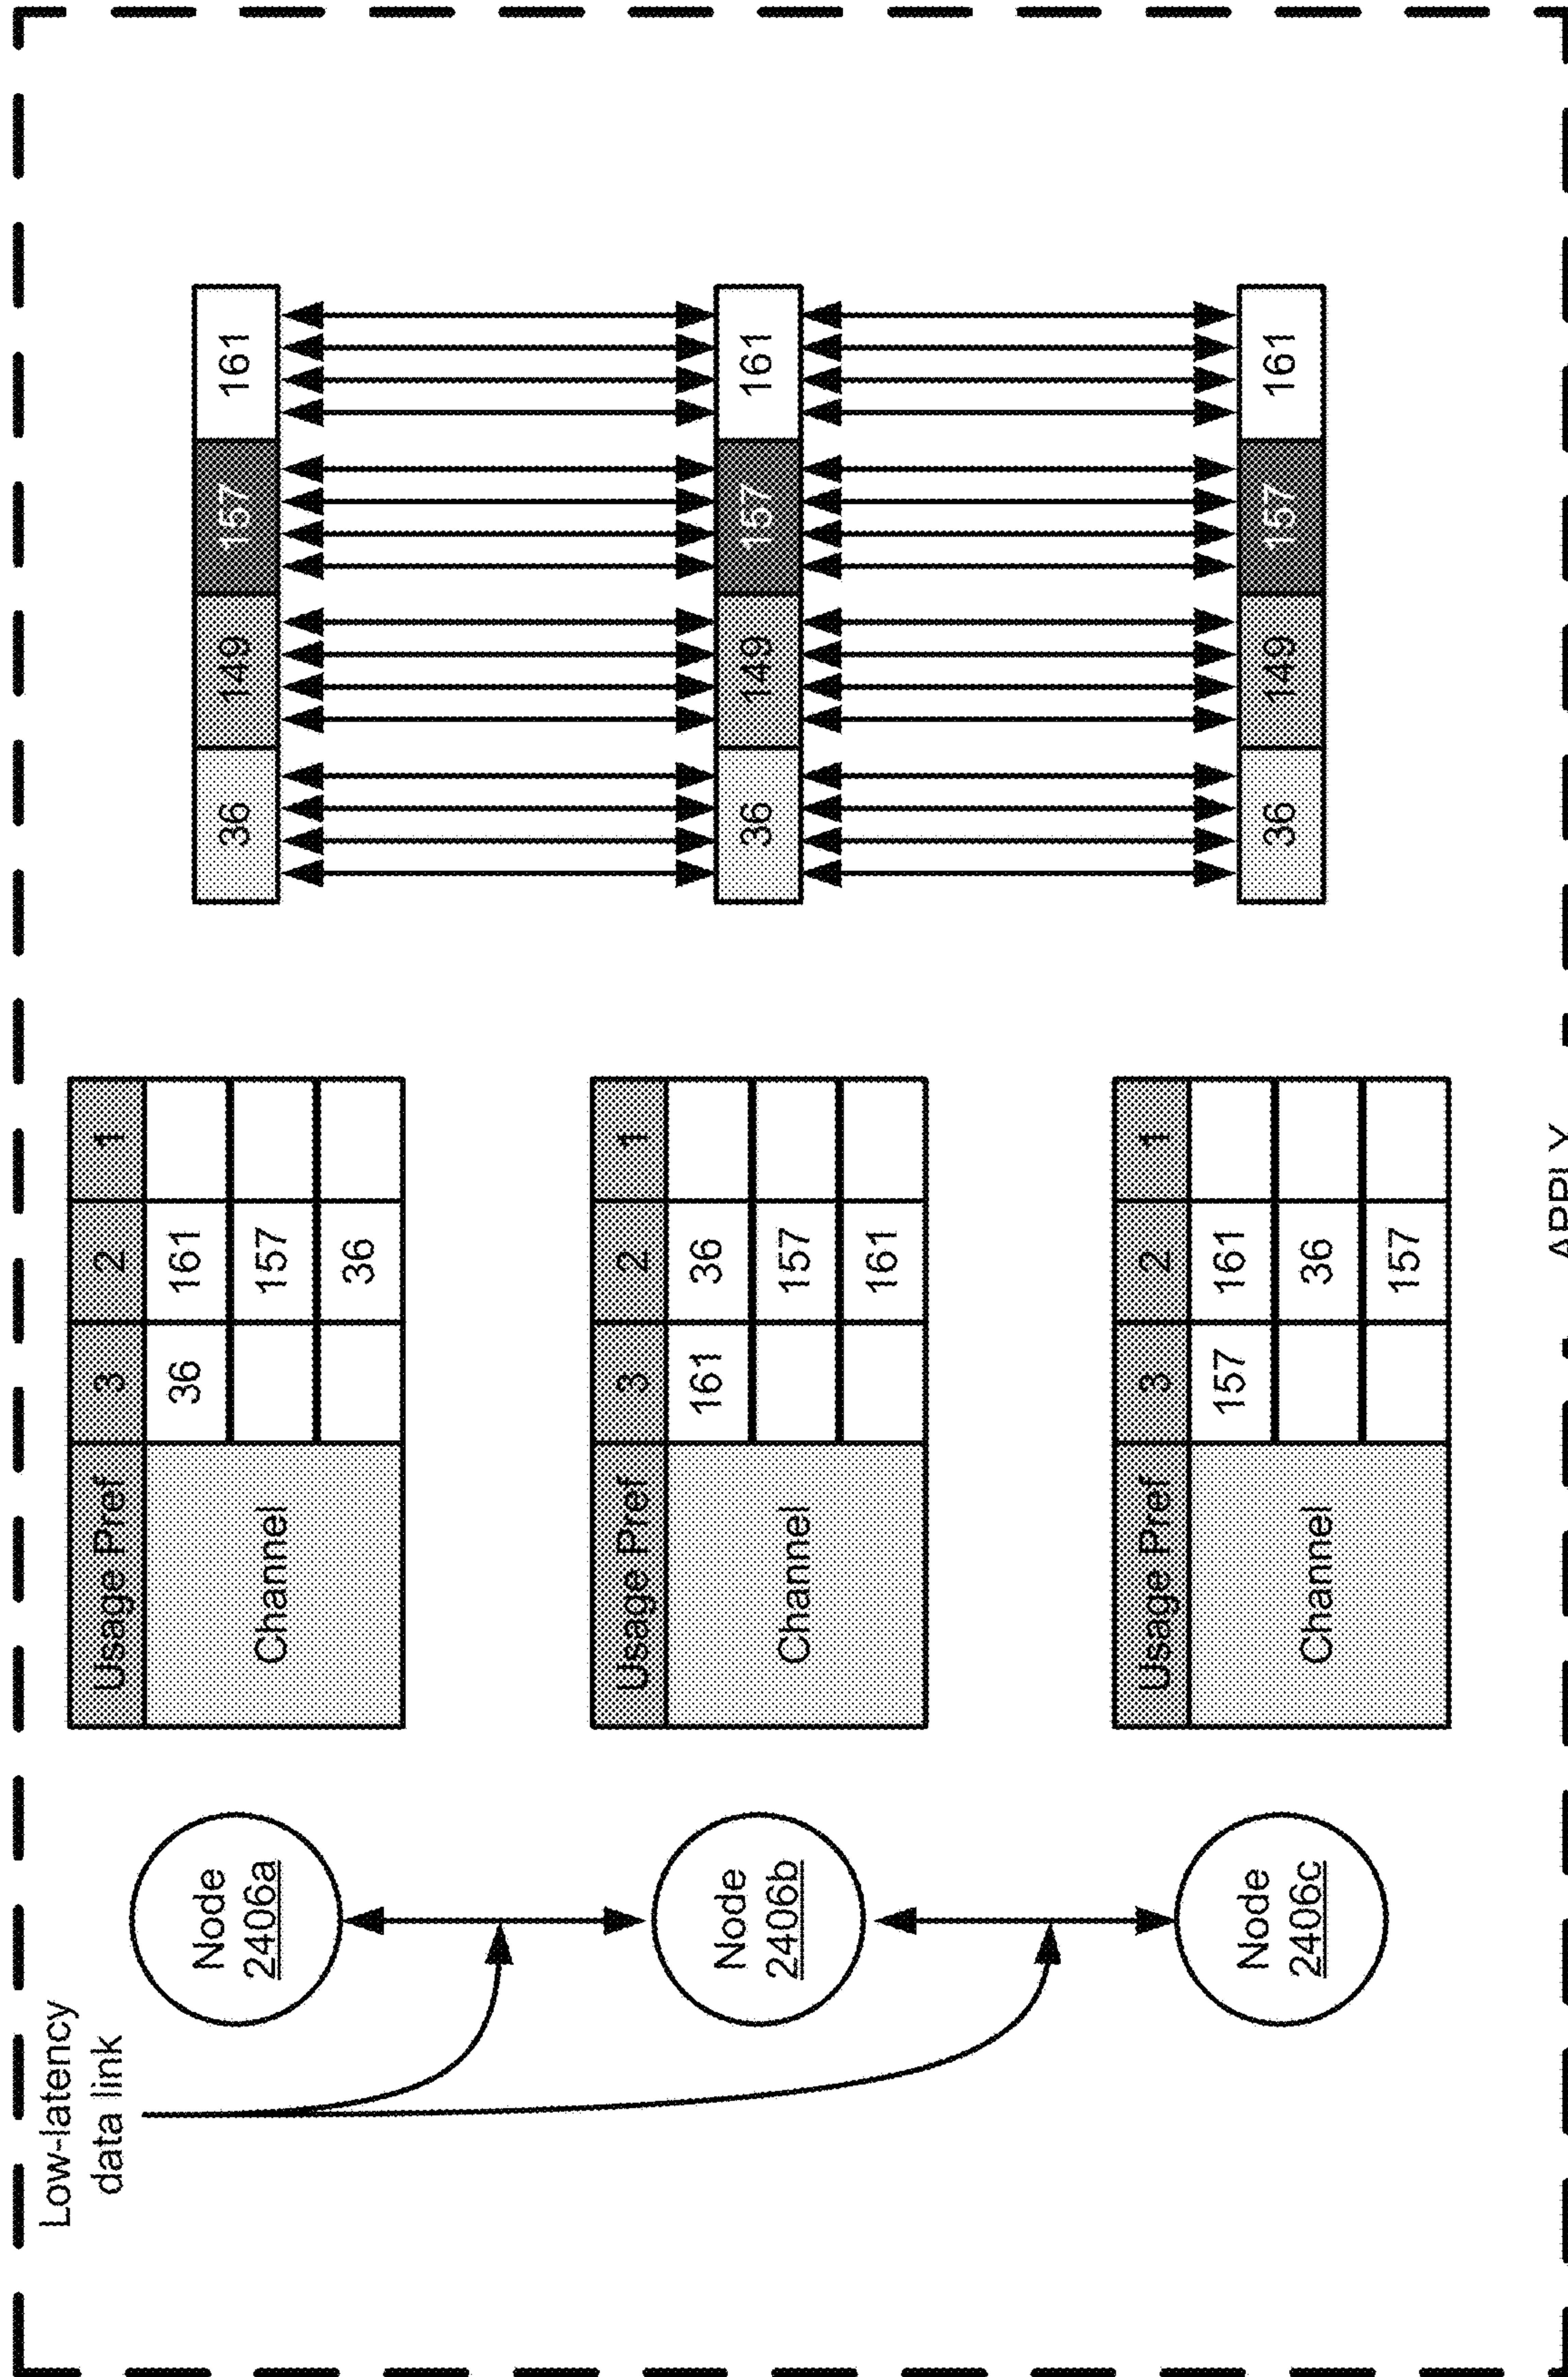 Low-latency
data link
Node
2406a
Usage Pref 3 2 1
Channel
36 161
157
36
36 149 157 161
Node
2406b
Usage Pref 3 2 1
Channel
161 36
157
161
36 149 157 161
Node
2406c
Usage Pref 3 2 1
Channel
157 161
36
157
36 149 157 161
APPLY